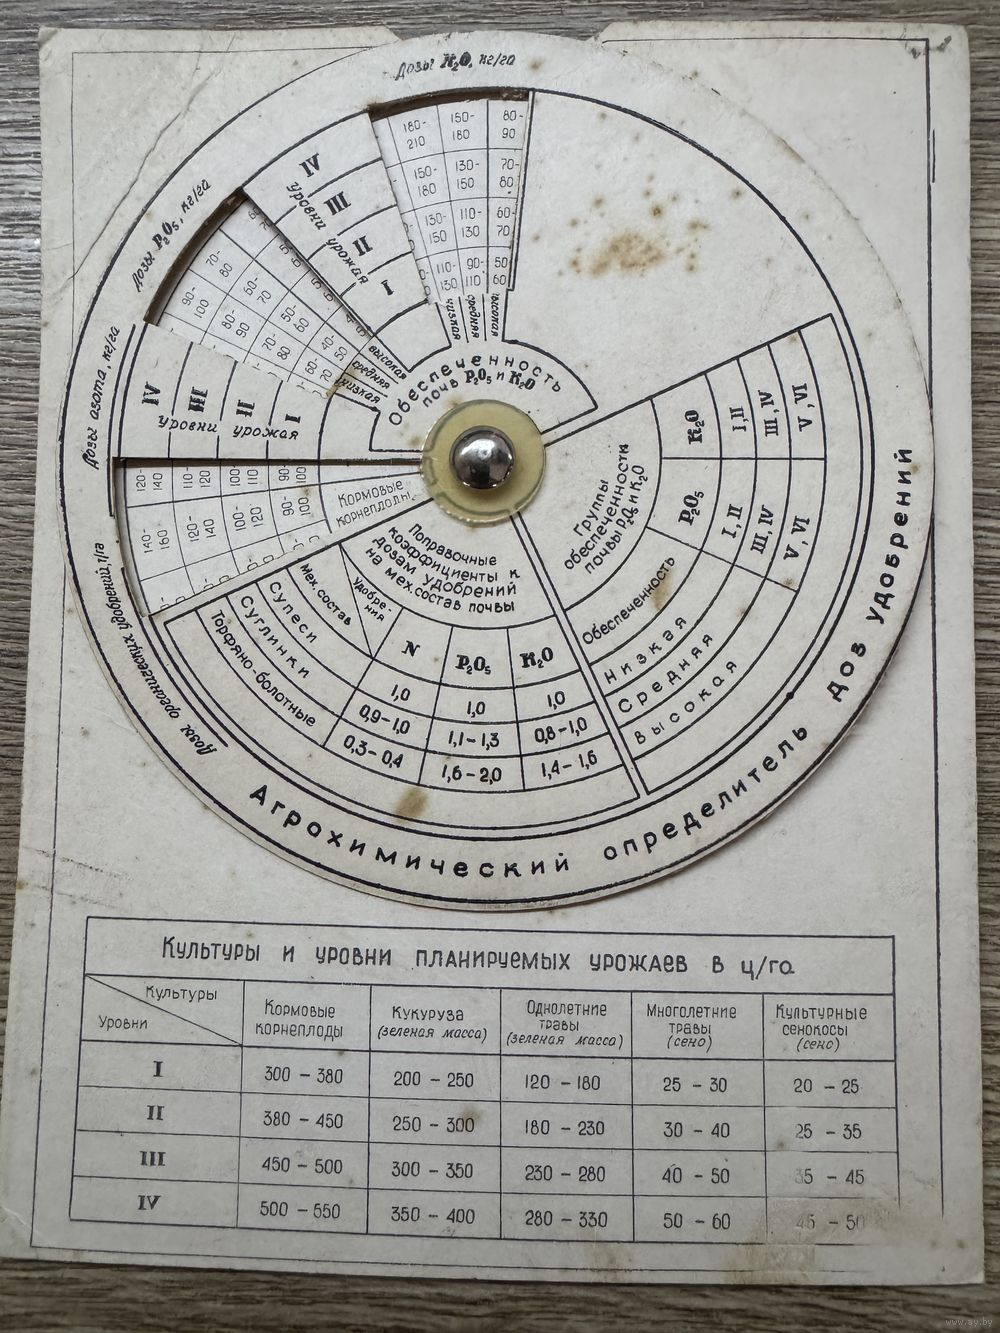 Дозы K₂O, кг/га
180-210 150-180 80-90
150-180 130-150 70-80
130-150 110-130 60-70
110-130 90-110 50-60
низкая средняя высокая
Дозы P₂O₅, кг/га
IV III II I
уровни урожая
70-80
90-100 60-70
80-90 50-60
70-80 40-50
60-70
высокая
средняя
низкая
Обеспеченность
почв P₂O₅ и K₂O
Дозы азота, кг/га
IV III II I
уровни урожая
120-140 110-120 100-110 90-100
140-160 120-140 100-120 90-100
Кормовые
корнеплоды
Дозы органических удобрений, т/га
Поправочные
коэффициенты к
дозам удобрений
на мех. состав почвы
Мех. состав Удобрения N P₂O₅ K₂O
Супеси 1,0 1,0 1,0
Суглинки 0,9-1,0 1,1-1,3 0,8-1,0
Торфяно-болотные 0,3-0,4 1,6-2,0 1,4-1,6
Группы
обеспеченности
почвы P₂O₅ и K₂O
K₂O I,II III,IV V,VI
P₂O₅ I,II III,IV V,VI
Обеспеченность
Низкая
Средняя
Высокая
Агрохимический определитель доз удобрений
Культуры и уровни планируемых урожаев в ц/га
Культуры
Уровни
Кормовые
корнеплоды
Кукуруза
(зеленая масса)
Однолетние
травы
(зеленая масса)
Многолетние
травы
(сено)
Культурные
сенокосы
(сено)
I 300 - 380 200 - 250 120 - 180 25 - 30 20 - 25
II 380 - 450 250 - 300 180 - 230 30 - 40 25 - 35
III 450 - 500 300 - 350 230 - 280 40 - 50 35 - 45
IV 500 - 550 350 - 400 280 - 330 50 - 60 45 - 50
www.ay.by